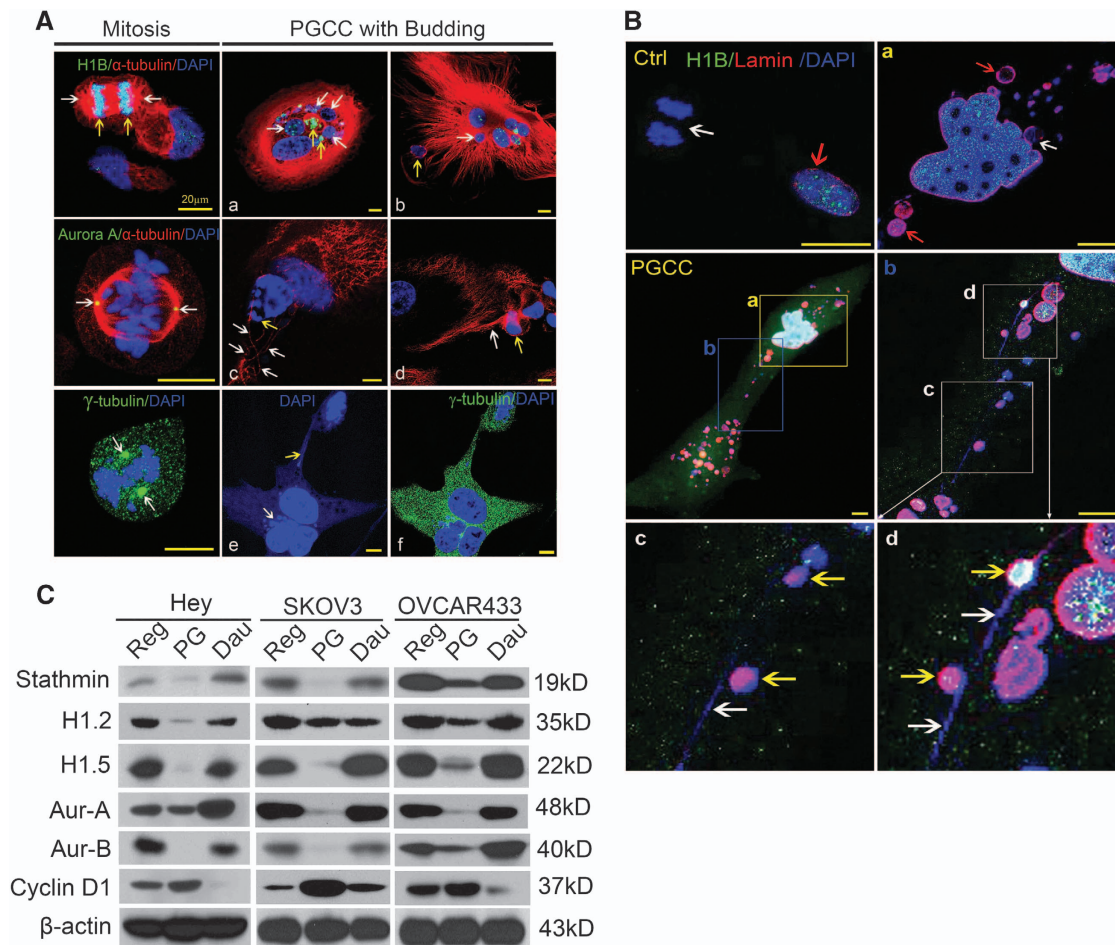 A
Mitosis PGCC with Budding
H1B/α-tubulin/DAPI
20μm
a
b
Aurora A/α-tubulin/DAPI
c
d
γ-tubulin/DAPI
DAPI
γ-tubulin/DAPI
e
f
B
Ctrl H1B/Lamin /DAPI
a
PGCC
a
b
b
d
c
c
d
C
Hey SKOV3 OVCAR433
Reg PG Dau Reg PG Dau Reg PG Dau
Stathmin 19kD
H1.2 35kD
H1.5 22kD
Aur-A 48kD
Aur-B 40kD
Cyclin D1 37kD
β-actin 43kD